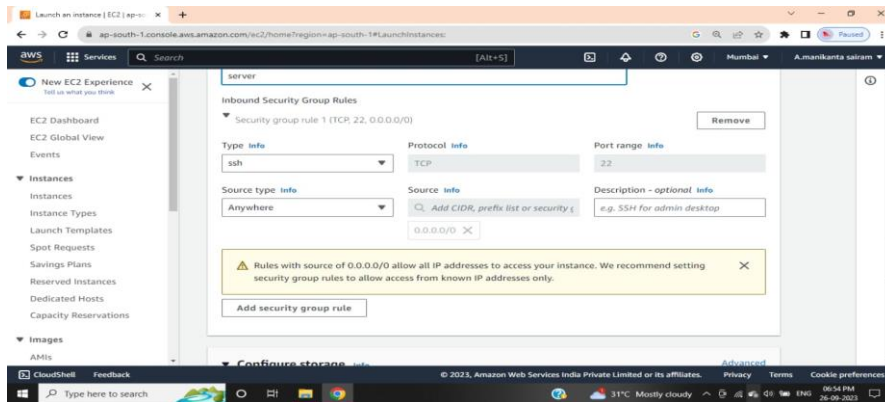 Launch an instance | EC2 | ap-so
ap-south-1.console.aws.amazon.com/ec2/home?region=ap-south-1#LaunchInstances:
Paused
aws
Services
Search
[Alt+S]
Mumbai
A.manikanta sairam
New EC2 Experience
Tell us what you think
EC2 Dashboard
EC2 Global View
Events
Instances
Instances
Instance Types
Launch Templates
Spot Requests
Savings Plans
Reserved Instances
Dedicated Hosts
Capacity Reservations
Images
AMIs
server
Inbound Security Group Rules
Security group rule 1 (TCP, 22, 0.0.0.0/0)
Remove
Type Info
Protocol Info
Port range Info
ssh
TCP
22
Source type Info
Source Info
Description - optional Info
Anywhere
Add CIDR, prefix list or security g
e.g. SSH for admin desktop
0.0.0.0/0
Rules with source of 0.0.0.0/0 allow all IP addresses to access your instance. We recommend setting
security group rules to allow access from known IP addresses only.
Add security group rule
Configure storage Info
Advanced
CloudShell
Feedback
© 2023, Amazon Web Services India Private Limited or its affiliates.
Privacy
Terms
Cookie preferences
Type here to search
31°C Mostly cloudy
ENG
06:54 PM
26-09-2023